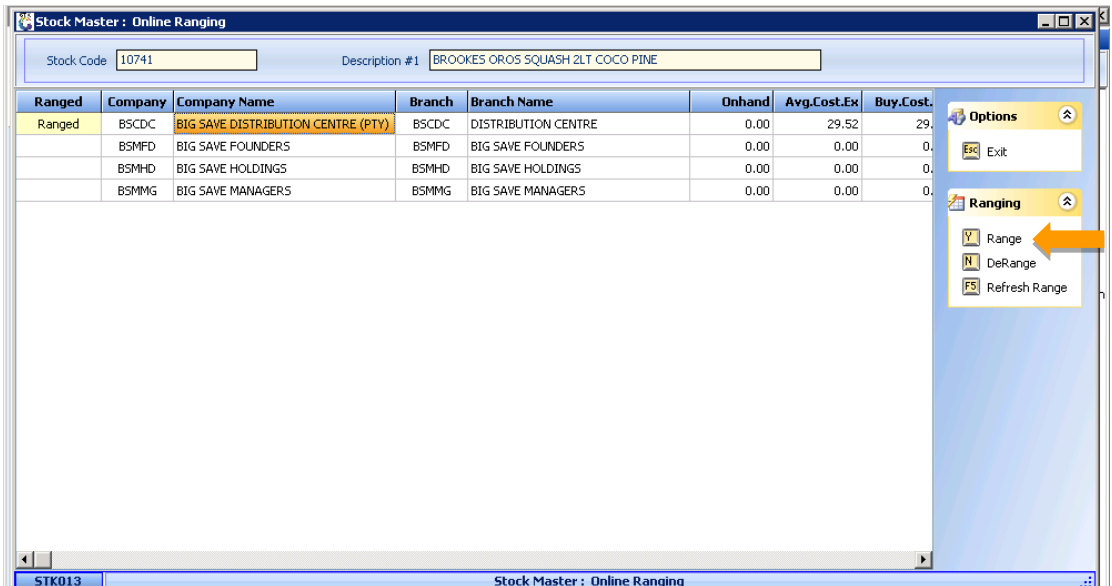 Stock Master : Online Ranging
Stock Code 10741 Description #1 BROOKES OROS SQUASH 2LT COCO PINE
Ranged Company Company Name Branch Branch Name Onhand Avg.Cost.Ex Buy.Cost.
Ranged BSCDC BIG SAVE DISTRIBUTION CENTRE (PTY) BSCDC DISTRIBUTION CENTRE 0.00 29.52 29.
BSMFD BIG SAVE FOUNDERS BSMFD BIG SAVE FOUNDERS 0.00 0.00 0.
BSMHD BIG SAVE HOLDINGS BSMHD BIG SAVE HOLDINGS 0.00 0.00 0.
BSMMG BIG SAVE MANAGERS BSMMG BIG SAVE MANAGERS 0.00 0.00 0.
Options
Esc Exit
Ranging
Y Range
N DeRange
F5 Refresh Range
STK013 Stock Master : Online Ranging